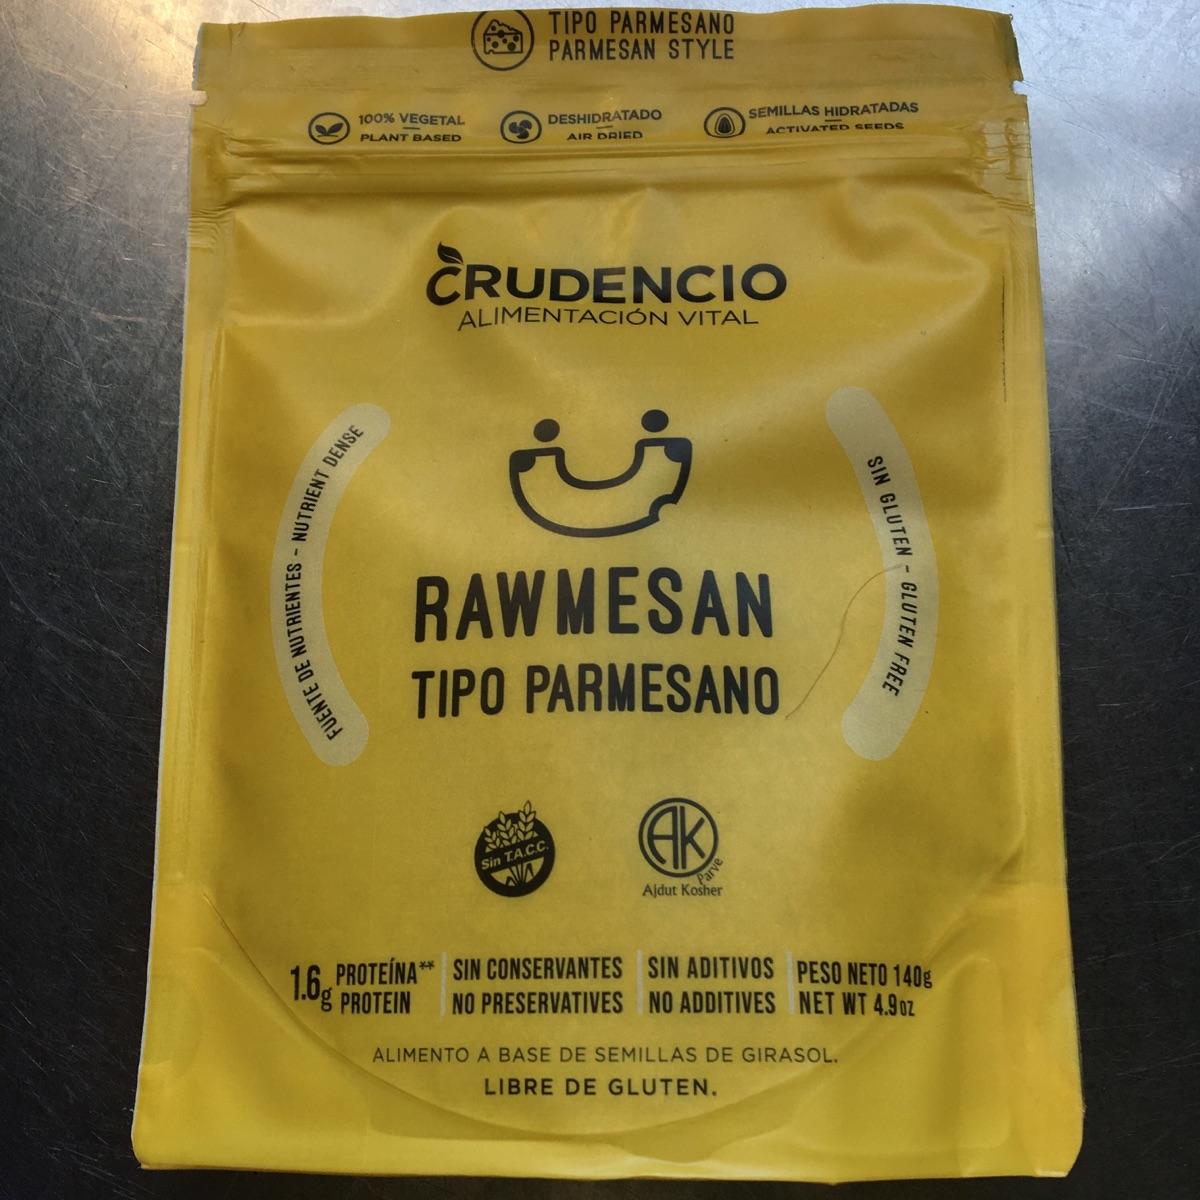 TIPO PARMESANO
PARMESAN STYLE
100% VEGETAL
PLANT BASED
DESHIDRATADO
AIR DRIED
SEMILLAS HIDRATADAS
ACTIVATED SEEDS
CRUDENCIO
ALIMENTACIÓN VITAL
FUENTE DE NUTRIENTES - NUTRIENT DENSE
SIN GLUTEN - GLUTEN FREE
RAWMESAN
TIPO PARMESANO
Sin T.A.C.C.
AK
Parve
Ajdut Kosher
1.6g PROTEÍNA**
PROTEIN
SIN CONSERVANTES
NO PRESERVATIVES
SIN ADITIVOS
NO ADDITIVES
PESO NETO 140g
NET WT 4.9oz
ALIMENTO A BASE DE SEMILLAS DE GIRASOL.
LIBRE DE GLUTEN.